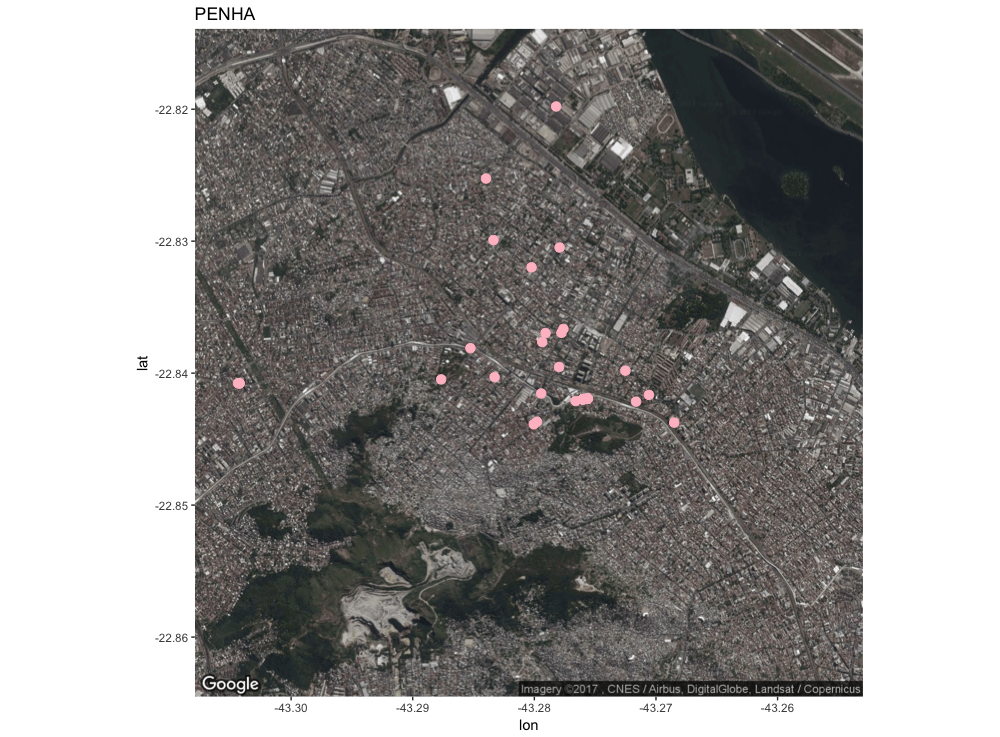 PENHA
-22.82
-22.83
-22.84
-22.85
-22.86
lat
Google
Imagery ©2017 , CNES / Airbus, DigitalGlobe, Landsat / Copernicus
-43.30
-43.29
-43.28
-43.27
-43.26
lon